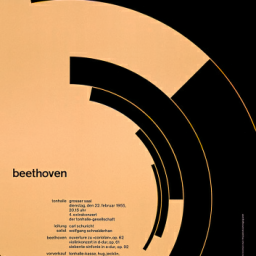 beethoven
tonhalle grosser saal
dienstag, den 22. februar 1955,
20.15 uhr
4. extrakonzert
der tonhalle-gesellschaft
leitung carl schuricht
solist wolfgang schneiderhan
beethoven ouvertüre zu «coriolan», op. 62
violinkonzert in d-dur, op. 61
siebente sinfonie in a-dur, op. 92
vorverkauf tonhalle-kasse, hug, jecklin,